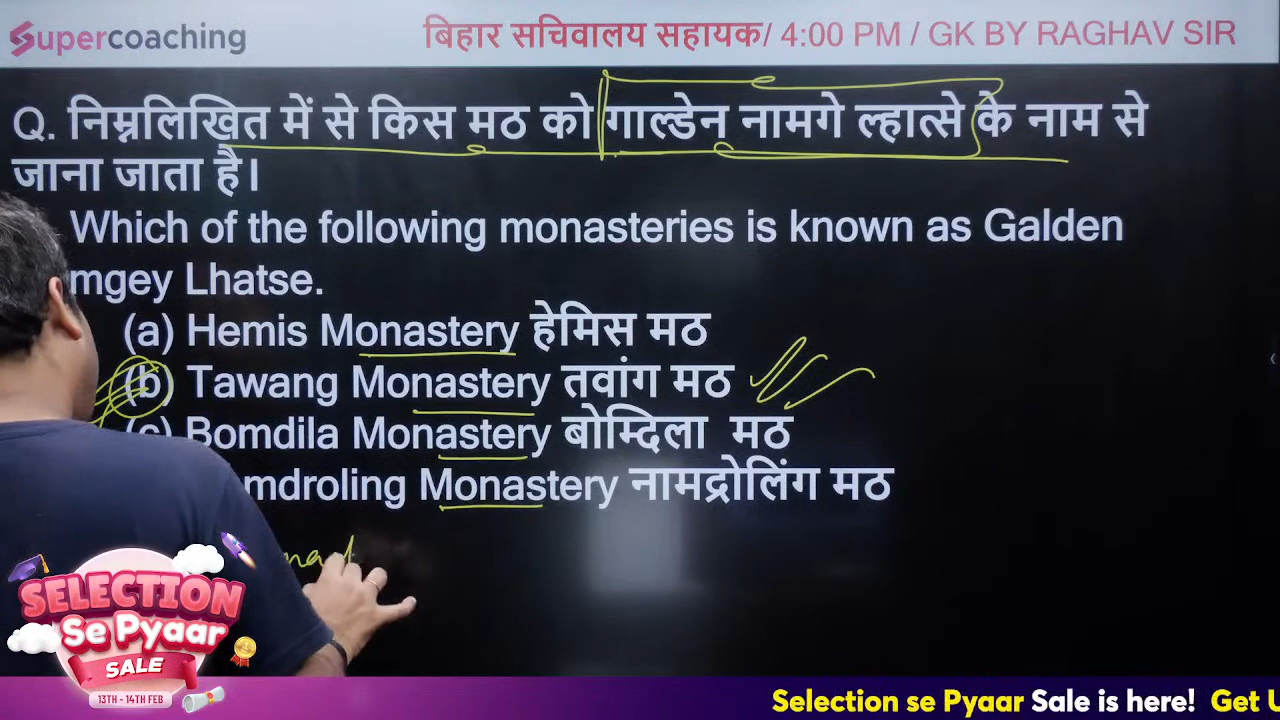 Supercoaching
बिहार सचिवालय सहायक/ 4:00 PM / GK BY RAGHAV SIR
Q. निम्नलिखित में से किस मठ को गाल्डेन नामगे ल्हात्से के नाम से
जाना जाता है।
Which of the following monasteries is known as Galden
mgey Lhatse.
(a) Hemis Monastery हेमिस मठ
(b) Tawang Monastery तवांग मठ
(c) Bomdila Monastery बोम्दिला मठ
mdroling Monastery नामद्रोलिंग मठ
SELECTION
Se Pyaar
SALE
13TH - 14TH FEB
Selection se Pyaar Sale is here! Get